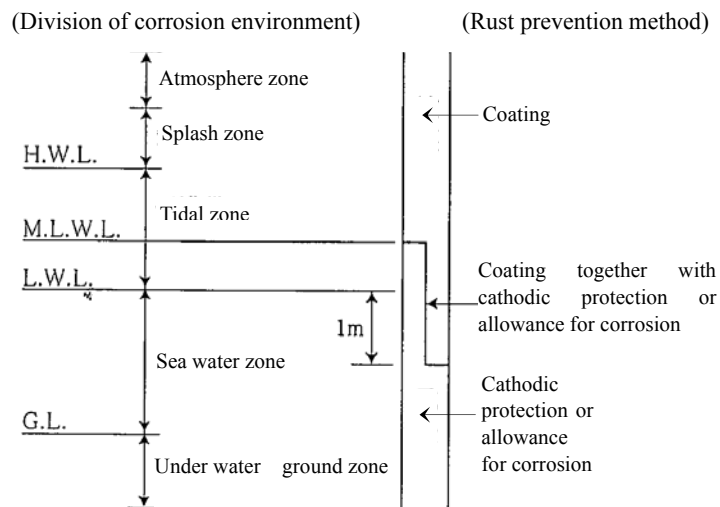 (Division of corrosion environment)
(Rust prevention method)
Atmosphere zone
Coating
Splash zone
H.W.L.
Tidal zone
M.L.W.L.
L.W.L.
Coating together with
cathodic protection or
allowance for corrosion
1m
Sea water zone
Cathodic
protection or
allowance
for corrosion
G.L.
Under water ground zone